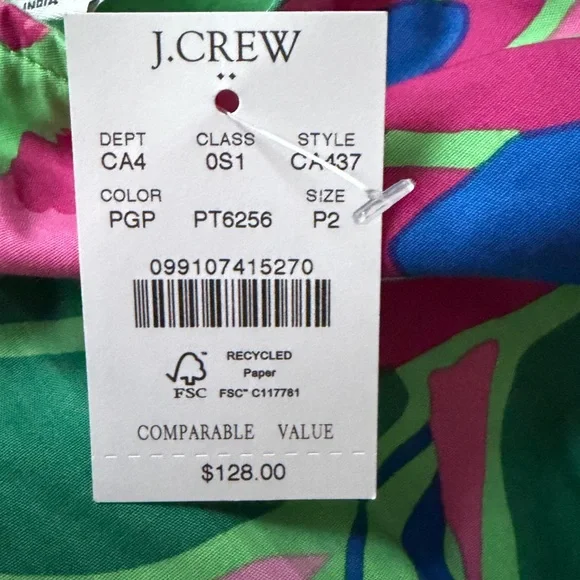 INDIA
J.CREW
DEPT CLASS STYLE
CA4 0S1 CA437
COLOR SIZE
PGP PT6256 P2
099107415270
RECYCLED
Paper
FSC
FSC™ C117781
COMPARABLE VALUE
$128.00